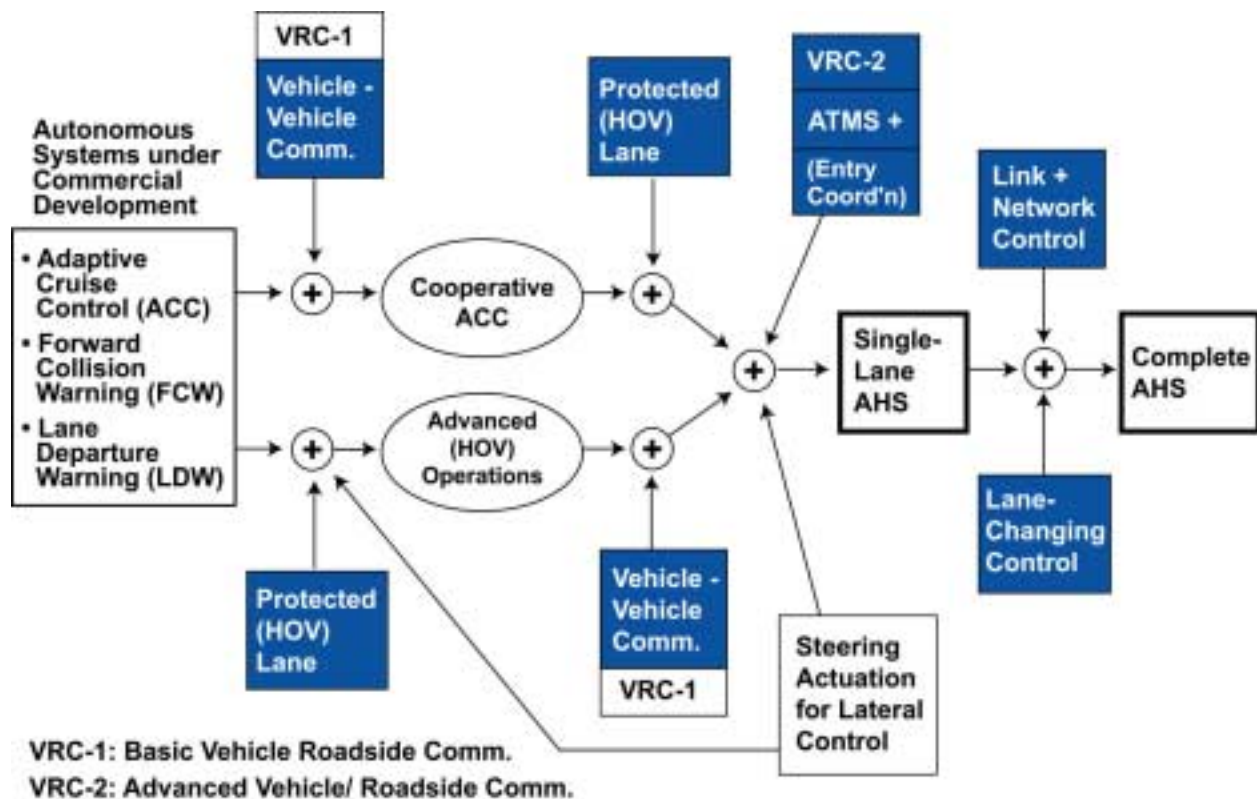 VRC-1
Vehicle -
Vehicle
Comm.
Protected
(HOV)
Lane
VRC-2
ATMS +
(Entry
Coord'n)
Link +
Network
Control
Autonomous
Systems under
Commercial
Development
• Adaptive
Cruise
Control (ACC)
• Forward
Collision
Warning (FCW)
• Lane
Departure
Warning (LDW)
+
Cooperative
ACC
+
+
Advanced
(HOV)
Operations
+
+
Single-
Lane
AHS
+
Complete
AHS
Protected
(HOV)
Lane
Vehicle -
Vehicle
Comm.
VRC-1
Steering
Actuation
for Lateral
Control
Lane-
Changing
Control
VRC-1: Basic Vehicle Roadside Comm.
VRC-2: Advanced Vehicle/ Roadside Comm.